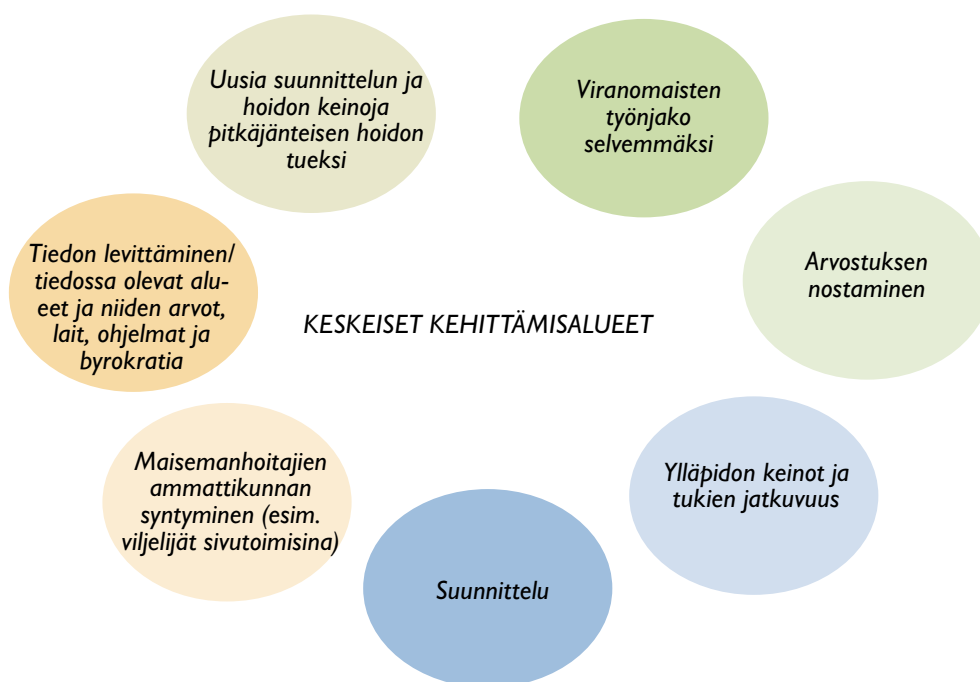 Uusia suunnittelun ja
hoidon keinoja
pitkäjänteisen hoidon
tueksi
Viranomaisten
työnjako
selvemmäksi
Tiedon levittäminen/
tiedossa olevat alu-
eet ja niiden arvot,
lait, ohjelmat ja
byrokratia
Arvostuksen
nostaminen
KESKEISET KEHITTÄMISALUEET
Maisemanhoitajien
ammattikunnan
syntyminen (esim.
viljelijät sivutoimisina)
Ylläpidon keinot ja
tukien jatkuvuus
Suunnittelu